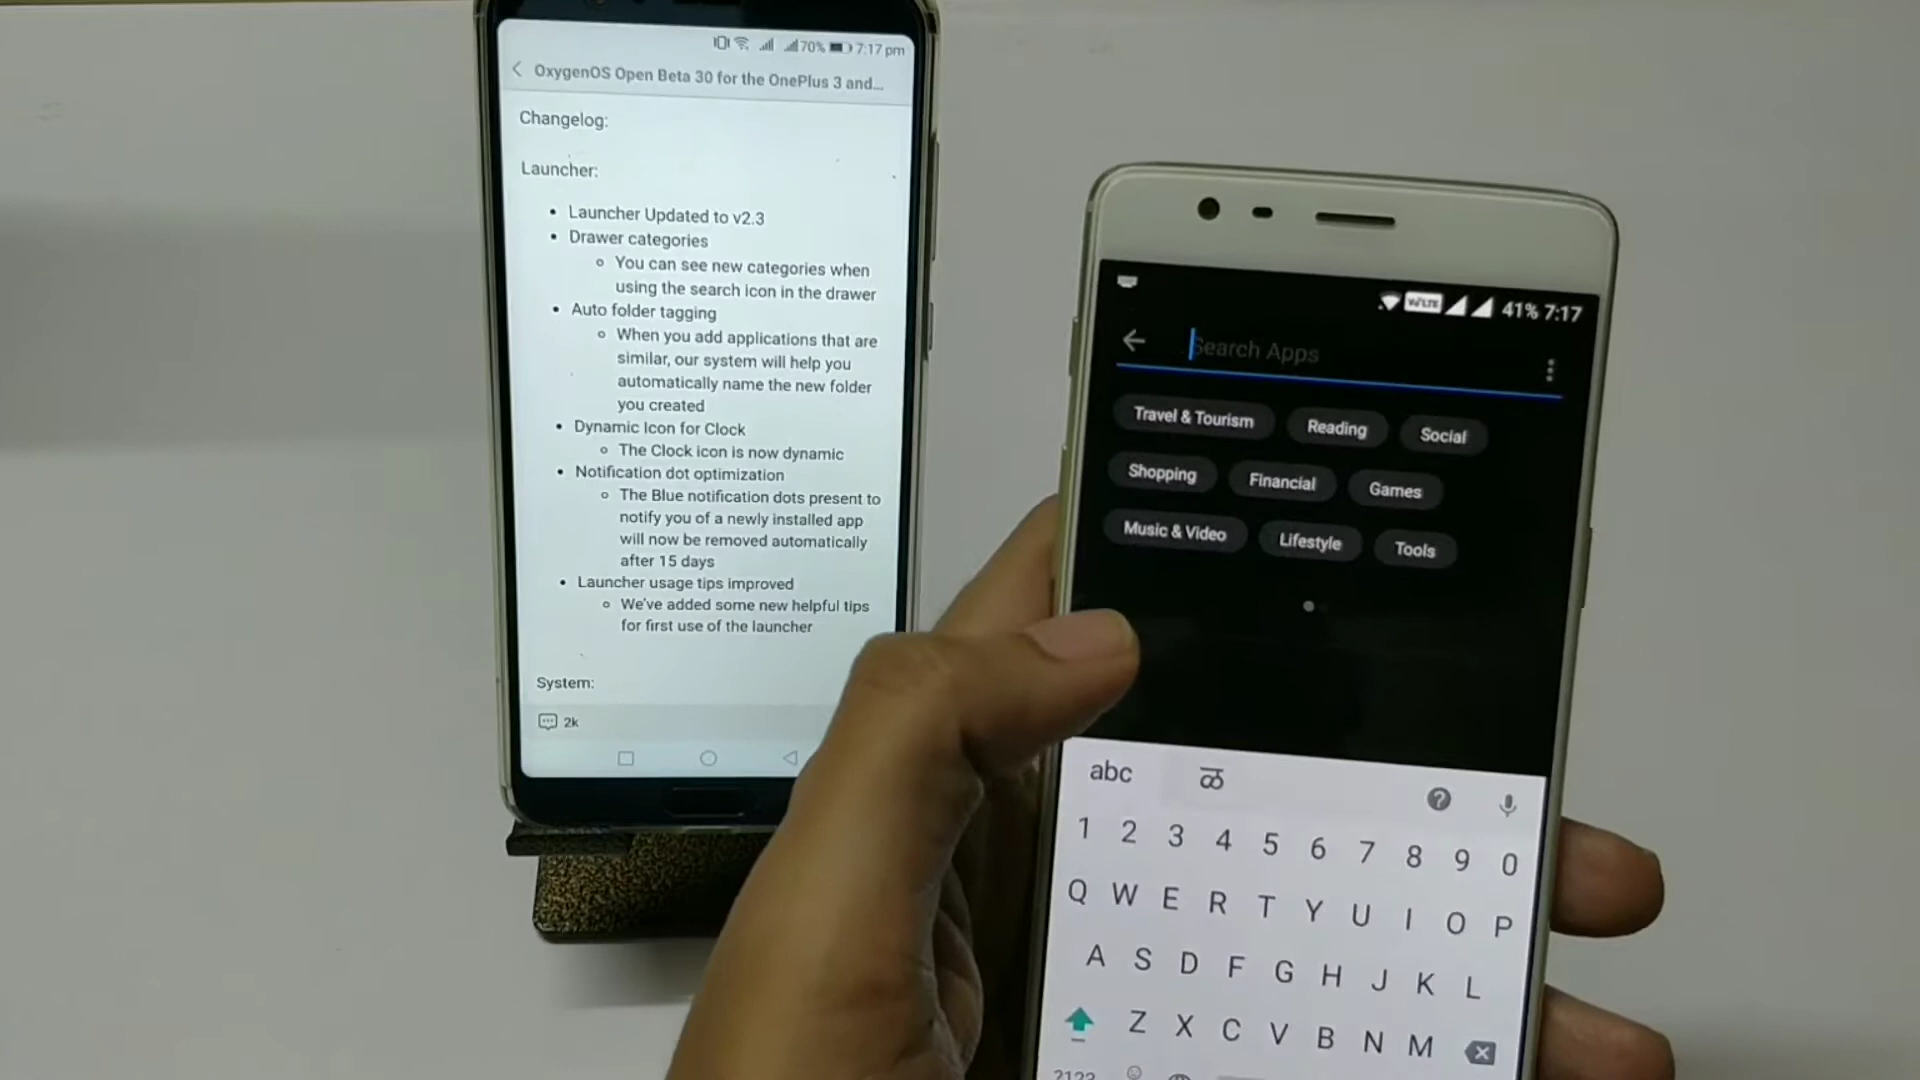 70% 7:17 pm
OxygenOS Open Beta 30 for the OnePlus 3 and...
Changelog:
Launcher:
• Launcher Updated to v2.3
• Drawer categories
○ You can see new categories when
using the search icon in the drawer
• Auto folder tagging
○ When you add applications that are
similar, our system will help you
automatically name the new folder
you created
• Dynamic Icon for Clock
○ The Clock icon is now dynamic
• Notification dot optimization
○ The Blue notification dots present to
notify you of a newly installed app
will now be removed automatically
after 15 days
• Launcher usage tips improved
○ We've added some new helpful tips
for first use of the launcher
System:
2k
VoLTE 41% 7:17
Search Apps
Travel & Tourism Reading Social
Shopping Financial Games
Music & Video Lifestyle Tools
abc ळ
1 2 3 4 5 6 7 8 9 0
Q W E R T Y U I O P
A S D F G H J K L
Z X C V B N M